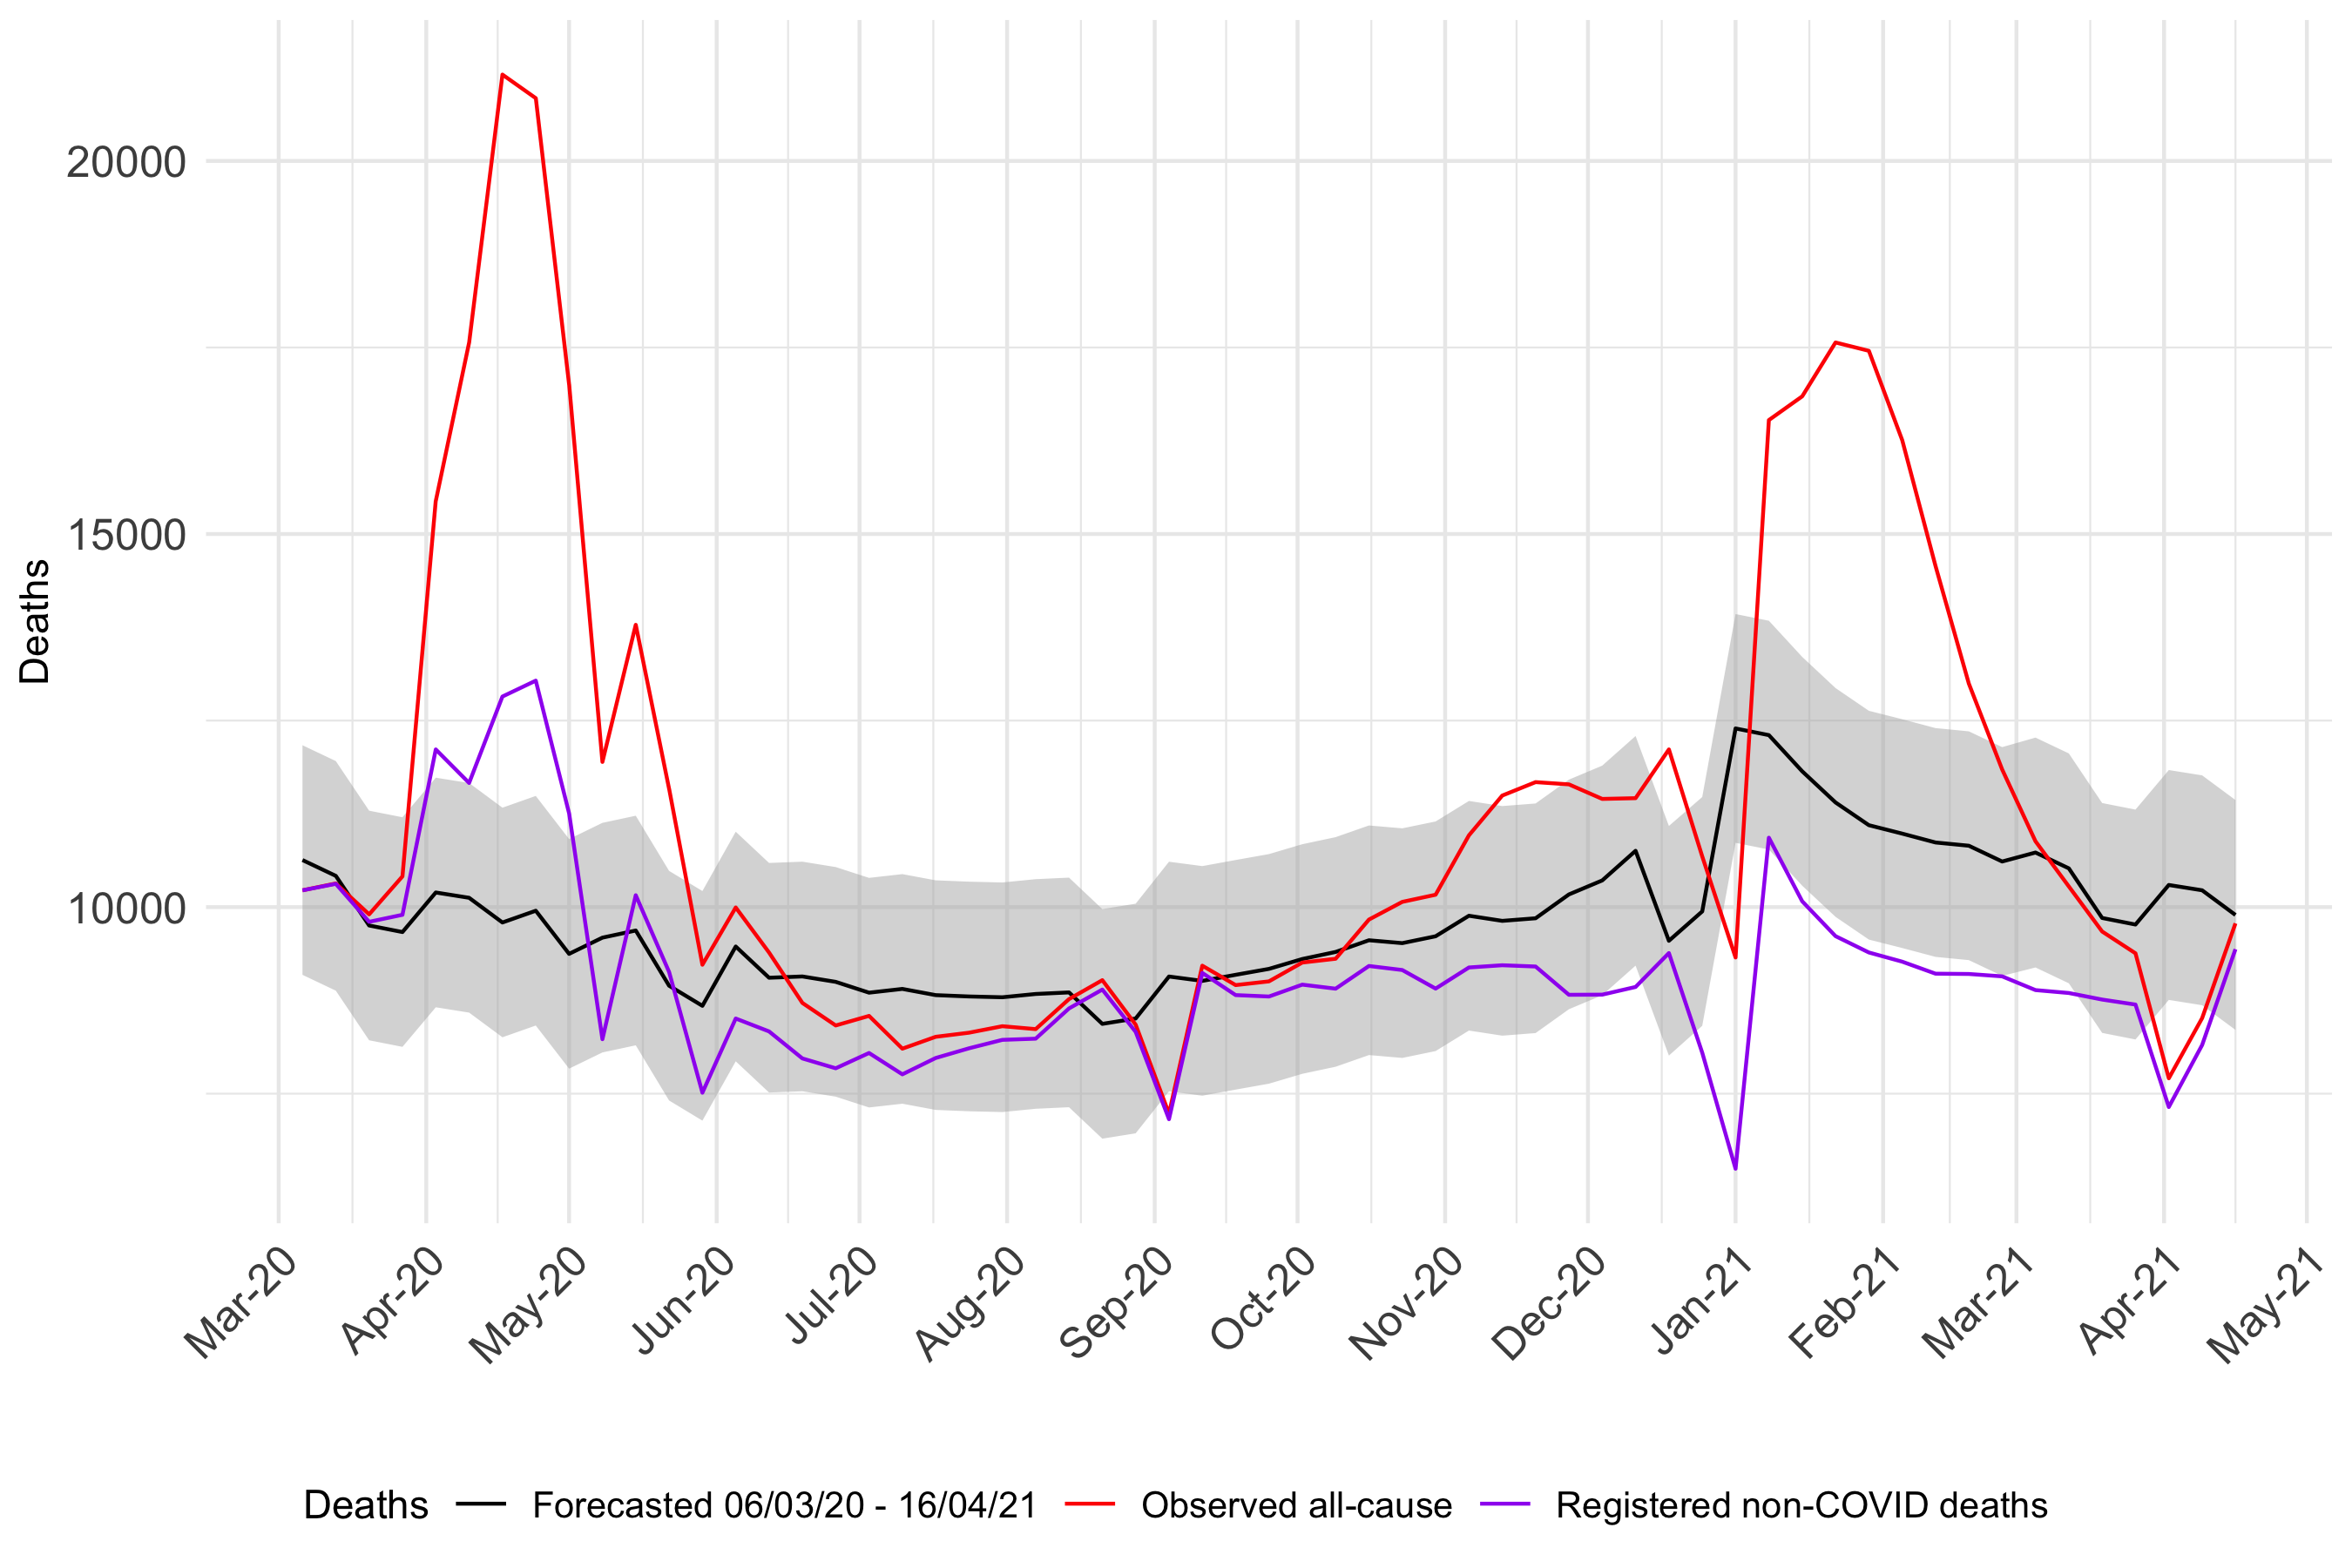 20000
15000
10000
Deaths
Mar-20
Apr-20
May-20
Jun-20
Jul-20
Aug-20
Sep-20
Oct-20
Nov-20
Dec-20
Jan-21
Feb-21
Mar-21
Apr-21
May-21
Deaths Forecasted 06/03/20 - 16/04/21 Observed all-cause Registered non-COVID deaths